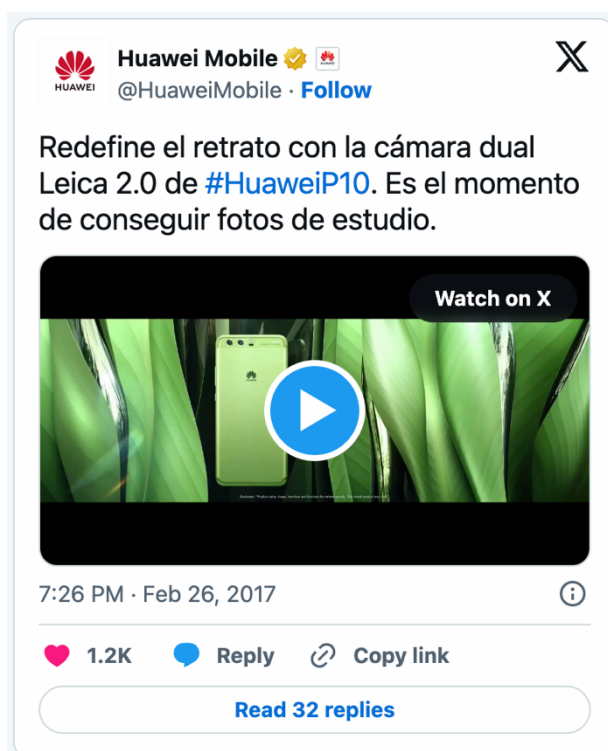 Huawei Mobile
HUAWEI
@HuaweiMobile · Follow
Redefine el retrato con la cámara dual
Leica 2.0 de #HuaweiP10. Es el momento
de conseguir fotos de estudio.
Watch on X
7:26 PM · Feb 26, 2017
1.2K
Reply
Copy link
Read 32 replies